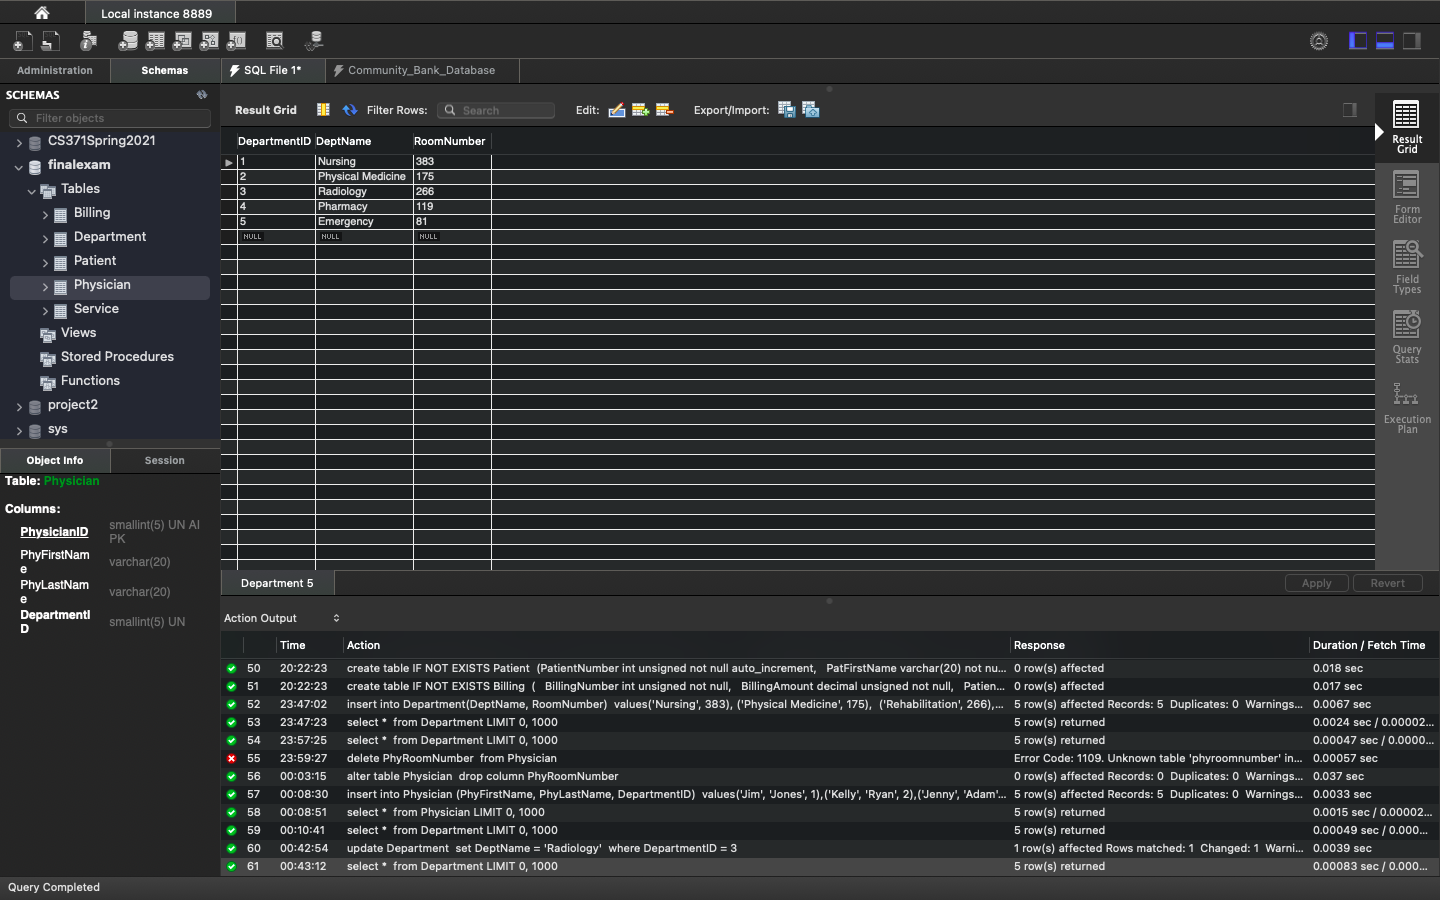 Local instance 8889
Administration Schemas SQL File 1* Community_Bank_Database
SCHEMAS
Filter objects
CS371Spring2021
finalexam
Tables
Billing
Department
Patient
Physician
Service
Views
Stored Procedures
Functions
project2
sys
Object Info Session
Table: Physician
Columns:
PhysicianID smallint(5) UN AI
PK
PhyFirstNam
e varchar(20)
PhyLastNam
e varchar(20)
DepartmentI
D smallint(5) UN
Result Grid Filter Rows: Search Edit: Export/Import:
DepartmentID DeptName RoomNumber
1 Nursing 383
2 Physical Medicine 175
3 Radiology 266
4 Pharmacy 119
5 Emergency 81
NULL NULL NULL
Result
Grid
Form
Editor
Field
Types
Query
Stats
Execution
Plan
Department 5 Apply Revert
Action Output
Time Action Response Duration / Fetch Time
50 20:22:23 create table IF NOT EXISTS Patient (PatientNumber int unsigned not null auto_increment, PatFirstName varchar(20) not nu... 0 row(s) affected 0.018 sec
51 20:22:23 create table IF NOT EXISTS Billing ( BillingNumber int unsigned not null, BillingAmount decimal unsigned not null, Patien... 0 row(s) affected 0.017 sec
52 23:47:02 insert into Department(DeptName, RoomNumber) values('Nursing', 383), ('Physical Medicine', 175), ('Rehabilitation', 266),... 5 row(s) affected Records: 5 Duplicates: 0 Warnings... 0.0067 sec
53 23:47:23 select * from Department LIMIT 0, 1000 5 row(s) returned 0.0024 sec / 0.00002...
54 23:57:25 select * from Department LIMIT 0, 1000 5 row(s) returned 0.00047 sec / 0.0000...
55 23:59:27 delete PhyRoomNumber from Physician Error Code: 1109. Unknown table 'phyroomnumber' in... 0.00057 sec
56 00:03:15 alter table Physician drop column PhyRoomNumber 0 row(s) affected Records: 0 Duplicates: 0 Warnings... 0.037 sec
57 00:08:30 insert into Physician (PhyFirstName, PhyLastName, DepartmentID) values('Jim', 'Jones', 1),('Kelly', 'Ryan', 2),('Jenny', 'Adam'... 5 row(s) affected Records: 5 Duplicates: 0 Warnings... 0.0033 sec
58 00:08:51 select * from Physician LIMIT 0, 1000 5 row(s) returned 0.0015 sec / 0.00002...
59 00:10:41 select * from Department LIMIT 0, 1000 5 row(s) returned 0.00049 sec / 0.000...
60 00:42:54 update Department set DeptName = 'Radiology' where DepartmentID = 3 1 row(s) affected Rows matched: 1 Changed: 1 Warni... 0.0039 sec
61 00:43:12 select * from Department LIMIT 0, 1000 5 row(s) returned 0.00083 sec / 0.000...
Query Completed